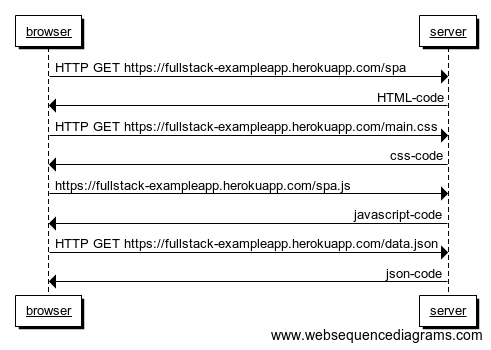 browser server
HTTP GET https://fullstack-exampleapp.herokuapp.com/spa
HTML-code
HTTP GET https://fullstack-exampleapp.herokuapp.com/main.css
css-code
https://fullstack-exampleapp.herokuapp.com/spa.js
javascript-code
HTTP GET https://fullstack-exampleapp.herokuapp.com/data.json
json-code
browser server
www.websequencediagrams.com